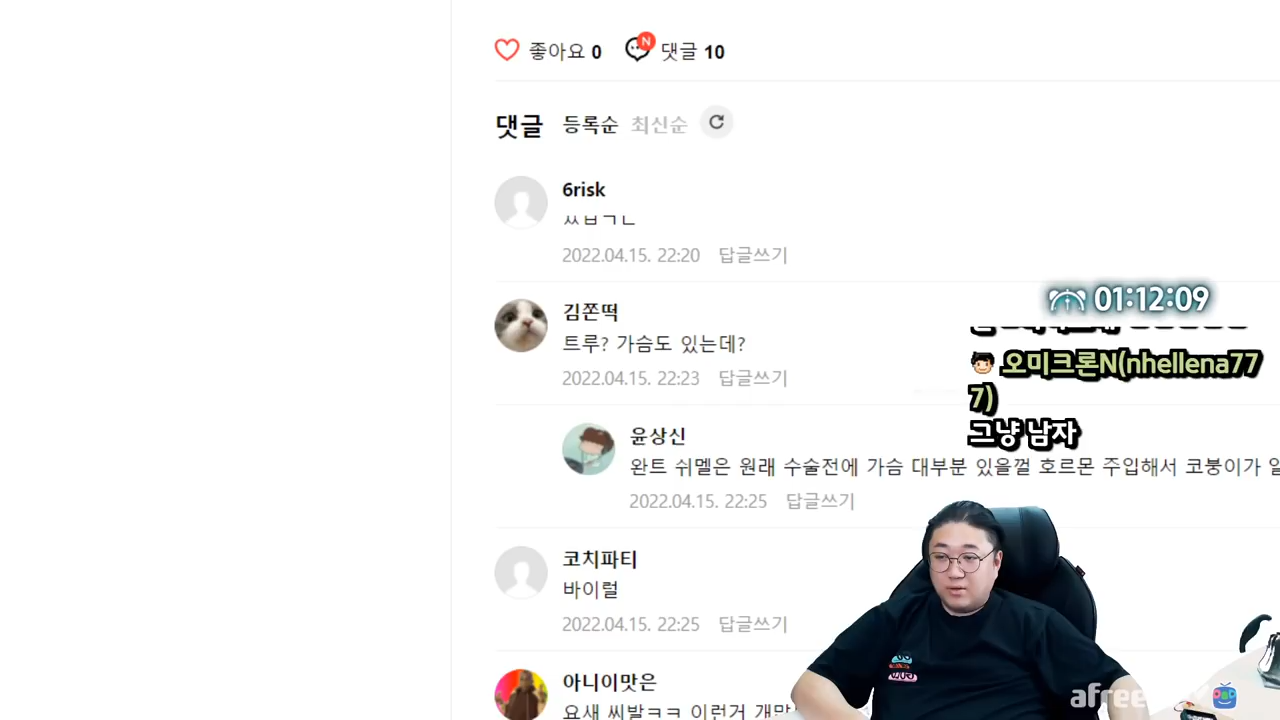 좋아요 0
N
댓글 10
댓글 등록순 최신순
6risk
ㅆㅂㄱㄴ
2022.04.15. 22:20 답글쓰기
01:12:09
김쫀떡
트루? 가슴도 있는데?
2022.04.15. 22:23 답글쓰기
오미크론N(nhellena77
7)
그냥 남자
윤상신
완트 쉬멜은 원래 수술전에 가슴 대부분 있을껄 호르몬 주입해서 코붕이가
2022.04.15. 22:25 답글쓰기
코치파티
바이럴
2022.04.15. 22:25 답글쓰기
아니이맛은
요새 씨발ㅋㅋ 이런거 개말
afree